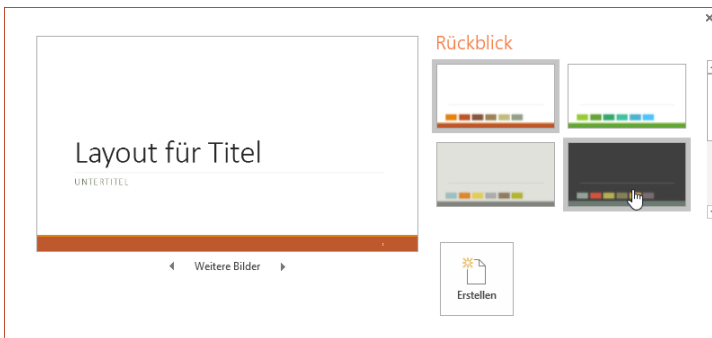 Rückblick
Layout für Titel
UNTERTITEL
Weitere Bilder
Erstellen